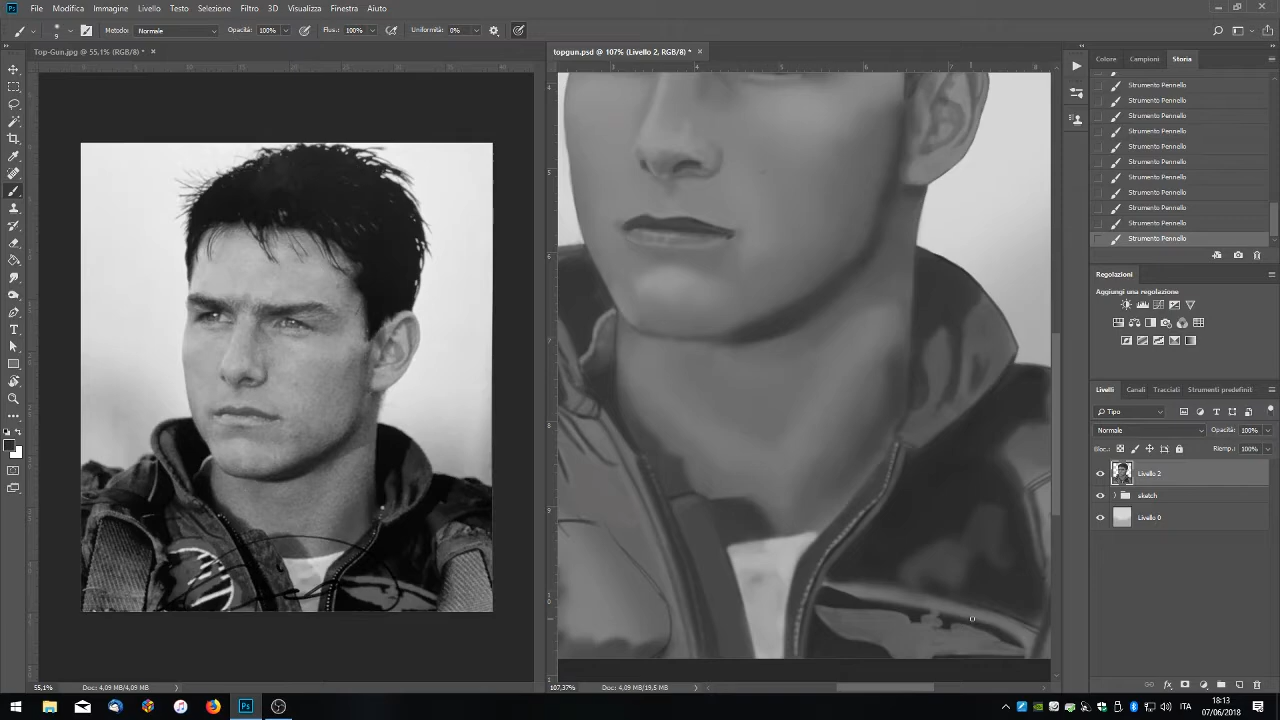 Ps File Modifica Immagine Livello Testo Selezione Filtro 3D Visualizza Finestra Aiuto
9 Metodo: Normale Opacità: 100% Flus.: 100% Uniformità: 0%
Top-Gun.jpg @ 55,1% (RGB/8) * ×
topgun.psd @ 107% (Livello 2, RGB/8) * ×
Colore Campioni Storia
Strumento Pennello
Strumento Pennello
Strumento Pennello
Strumento Pennello
Strumento Pennello
Strumento Pennello
Strumento Pennello
Strumento Pennello
Strumento Pennello
Strumento Pennello
Strumento Pennello
Regolazioni
Aggiungi una regolazione
Livelli Canali Tracciati Strumenti predefiniti
Tipo
Normale Opacità: 100%
Bloc.: Riemp.: 100%
Livello 2
sketch
Livello 0
55,1% Doc: 4,09 MB/4,09 MB
107,37% Doc: 4,09 MB/19,5 MB
Ps
ITA
18:13
07/06/2018